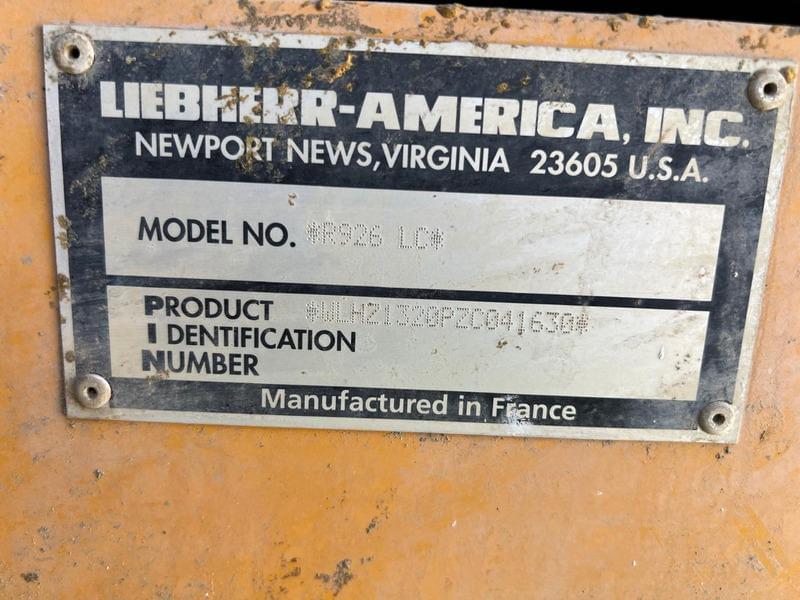 LIEBHERR-AMERICA, INC.
NEWPORT NEWS, VIRGINIA 23605 U.S.A.
MODEL NO. *R926 LC*
PRODUCT *WLHZ1320PZC041630*
IDENTIFICATION
NUMBER
Manufactured in France